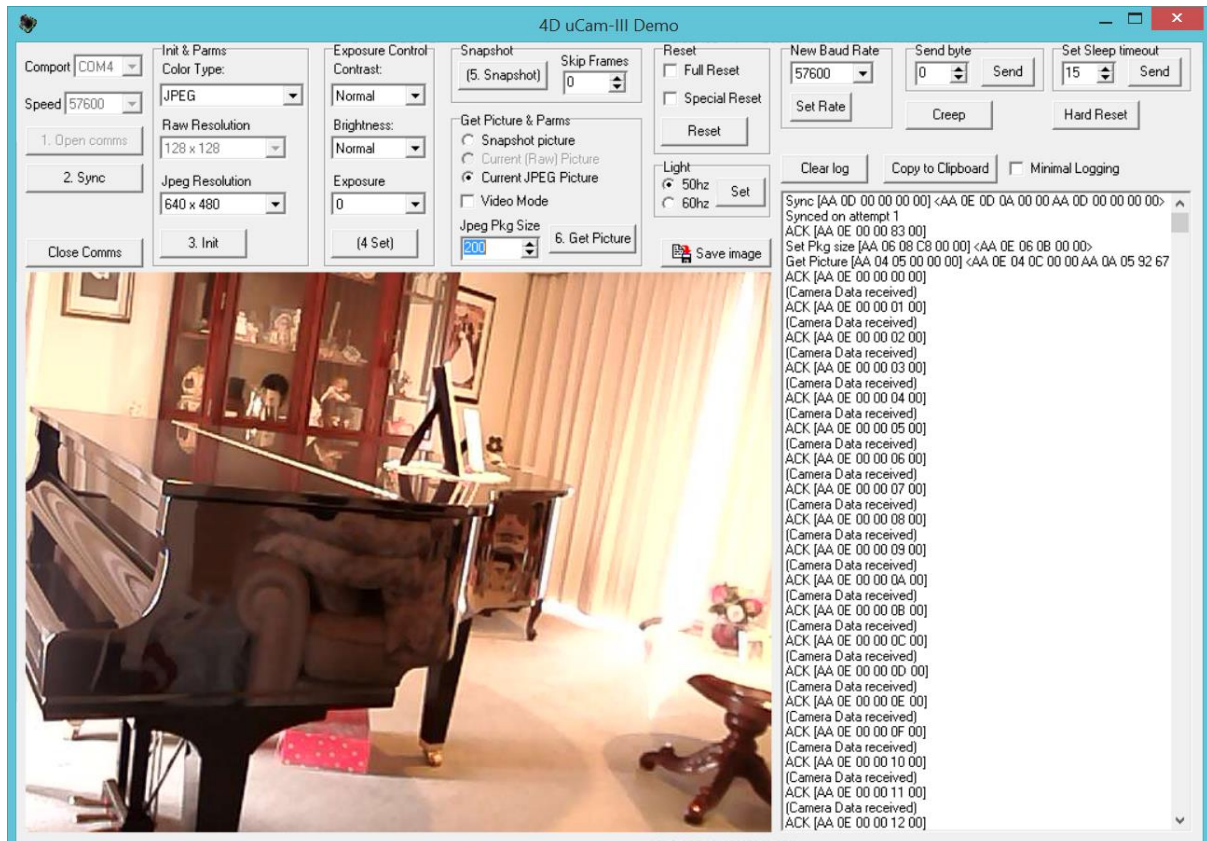 4D uCam-III Demo
Comport COM4
Speed 57600
1. Open comms
2. Sync
Close Comms
Init & Parms
Color Type:
JPEG
Raw Resolution
128 x 128
Jpeg Resolution
640 x 480
3. Init
Exposure Control
Contrast:
Normal
Brightness:
Normal
Exposure
0
(4 Set)
Snapshot
(5. Snapshot)
Skip Frames
0
Get Picture & Parms
Snapshot picture
Current (Raw) Picture
Current JPEG Picture
Video Mode
Jpeg Pkg Size
200
6. Get Picture
Reset
Full Reset
Special Reset
Reset
Light
50hz
60hz
Set
Save image
New Baud Rate
57600
Set Rate
Send byte
0
Send
Creep
Set Sleep timeout
15
Send
Hard Reset
Clear log
Copy to Clipboard
Minimal Logging
Sync [AA 0D 00 00 00 00] <AA 0E 0D 0A 00 00 AA 0D 00 00 00 00>
Synced on attempt 1
ACK [AA 0E 00 00 83 00]
Set Pkg size [AA 06 08 C8 00 00] <AA 0E 06 0B 00 00>
Get Picture [AA 04 05 00 00 00] <AA 0E 04 0C 00 00 AA 0A 05 92 67
ACK [AA 0E 00 00 00 00]
(Camera Data received)
ACK [AA 0E 00 00 01 00]
(Camera Data received)
ACK [AA 0E 00 00 02 00]
(Camera Data received)
ACK [AA 0E 00 00 03 00]
(Camera Data received)
ACK [AA 0E 00 00 04 00]
(Camera Data received)
ACK [AA 0E 00 00 05 00]
(Camera Data received)
ACK [AA 0E 00 00 06 00]
(Camera Data received)
ACK [AA 0E 00 00 07 00]
(Camera Data received)
ACK [AA 0E 00 00 08 00]
(Camera Data received)
ACK [AA 0E 00 00 09 00]
(Camera Data received)
ACK [AA 0E 00 00 0A 00]
(Camera Data received)
ACK [AA 0E 00 00 0B 00]
(Camera Data received)
ACK [AA 0E 00 00 0C 00]
(Camera Data received)
ACK [AA 0E 00 00 0D 00]
(Camera Data received)
ACK [AA 0E 00 00 0E 00]
(Camera Data received)
ACK [AA 0E 00 00 0F 00]
(Camera Data received)
ACK [AA 0E 00 00 10 00]
(Camera Data received)
ACK [AA 0E 00 00 11 00]
(Camera Data received)
ACK [AA 0E 00 00 12 00]